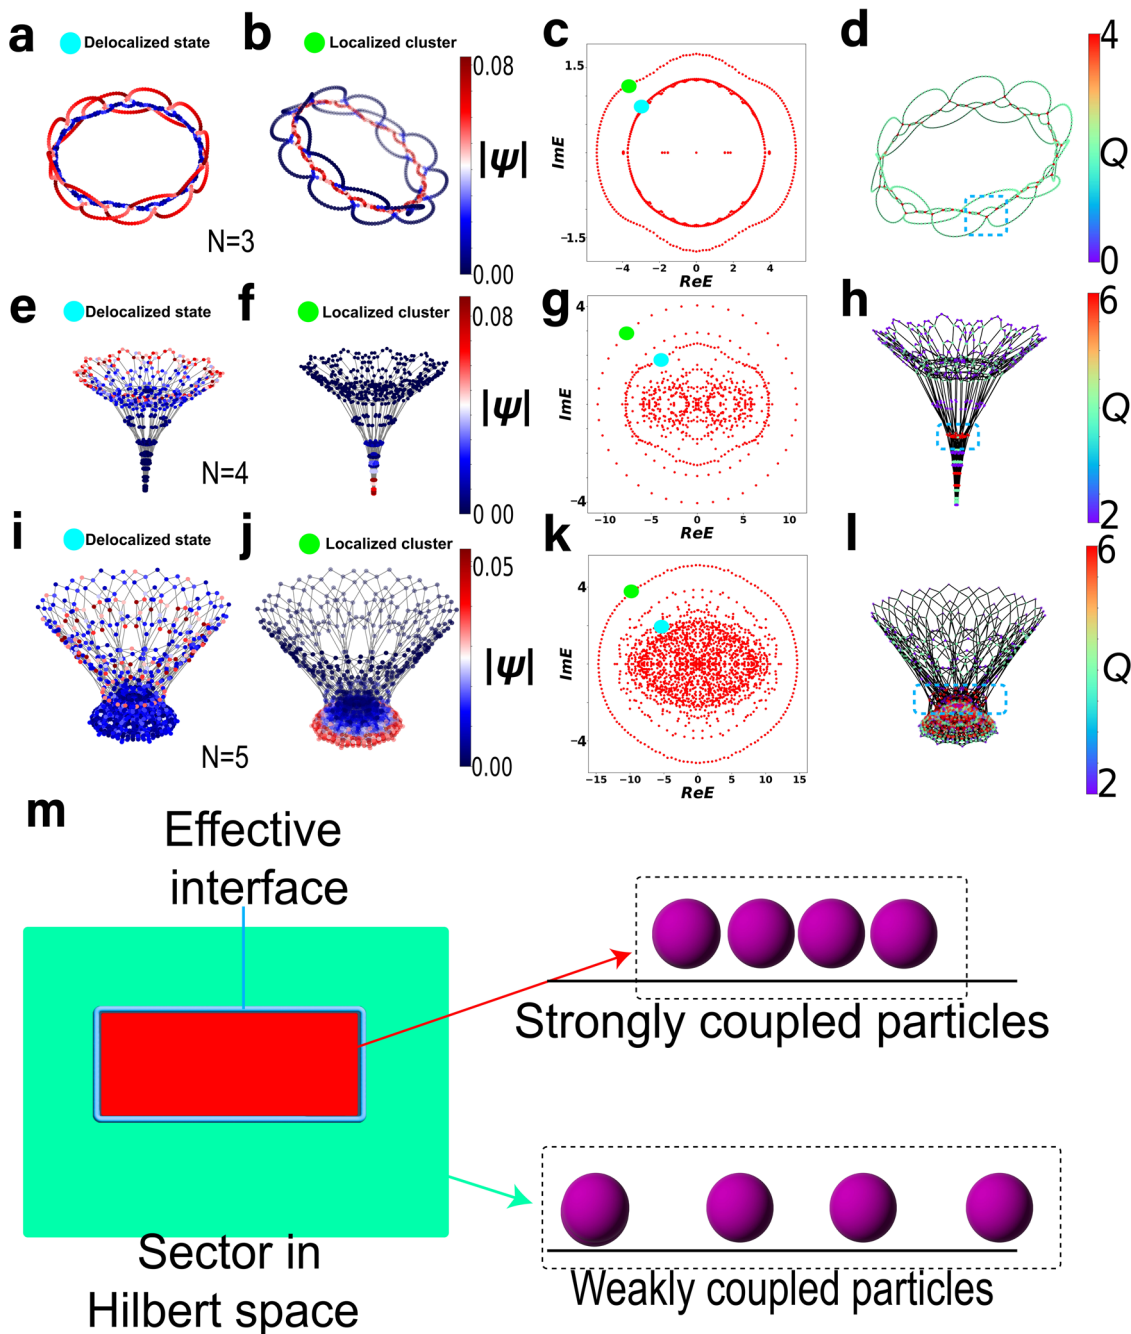 a Delocalized state
b Localized cluster
0.08
|ψ|
0.00
N=3
c
1.5
ImE
−1.5
−4 −2 0 2 4
ReE
d
4
Q
0
e Delocalized state
f Localized cluster
0.08
|ψ|
0 00
N=4
g
4
ImE
−4
−10 −5 0 5 10
ReE
h
6
Q
2
i Delocalized state
j Localized cluster
0.05
|ψ|
0.00
N=5
k
4
ImE
−4
−15 −10 −5 0 5 10 15
ReE
l
6
Q
2
m
Effective
interface
Strongly coupled particles
Sector in
Hilbert space
Weakly coupled particles